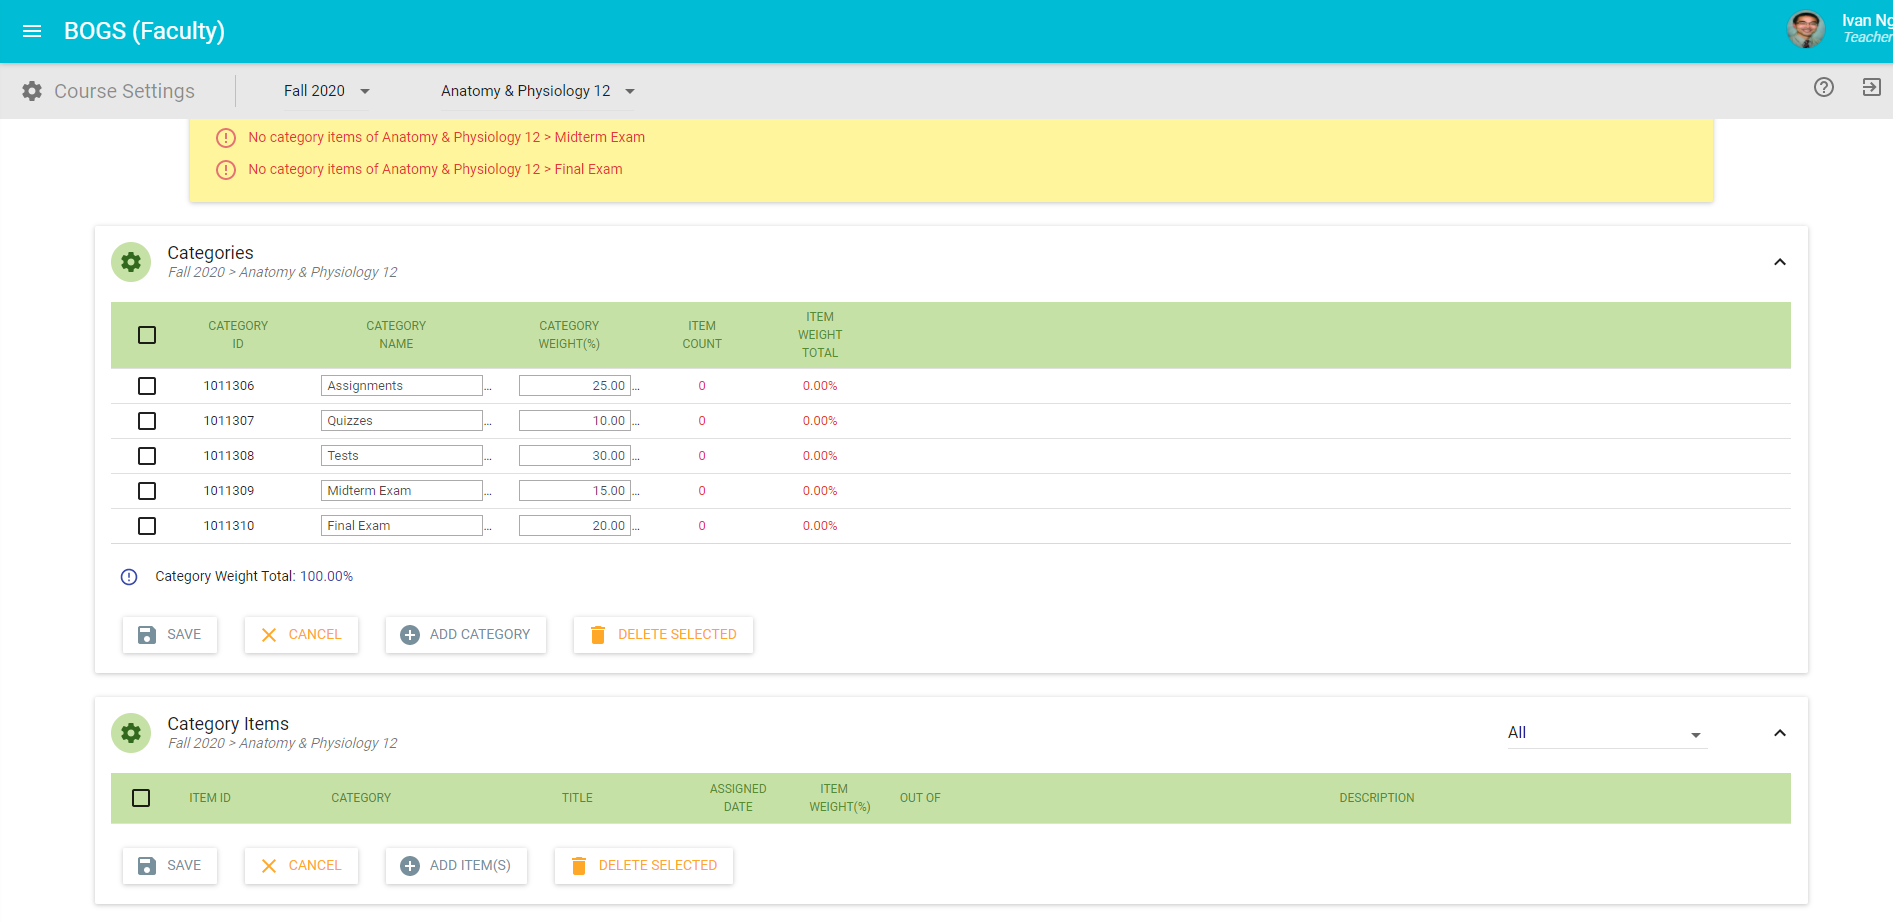 BOGS (Faculty)
Ivan Ng
Teacher
Course Settings
Fall 2020
Anatomy & Physiology 12
No category items of Anatomy & Physiology 12 > Midterm Exam
No category items of Anatomy & Physiology 12 > Final Exam
Categories
Fall 2020 > Anatomy & Physiology 12
CATEGORY ID CATEGORY NAME CATEGORY WEIGHT(%) ITEM COUNT ITEM WEIGHT TOTAL
1011306 Assignments ... 25.00 ... 0 0.00%
1011307 Quizzes ... 10.00 ... 0 0.00%
1011308 Tests ... 30.00 ... 0 0.00%
1011309 Midterm Exam ... 15.00 ... 0 0.00%
1011310 Final Exam ... 20.00 ... 0 0.00%
Category Weight Total: 100.00%
SAVE CANCEL ADD CATEGORY DELETE SELECTED
Category Items
Fall 2020 > Anatomy & Physiology 12
All
ITEM ID CATEGORY TITLE ASSIGNED DATE ITEM WEIGHT(%) OUT OF DESCRIPTION
SAVE CANCEL ADD ITEM(S) DELETE SELECTED